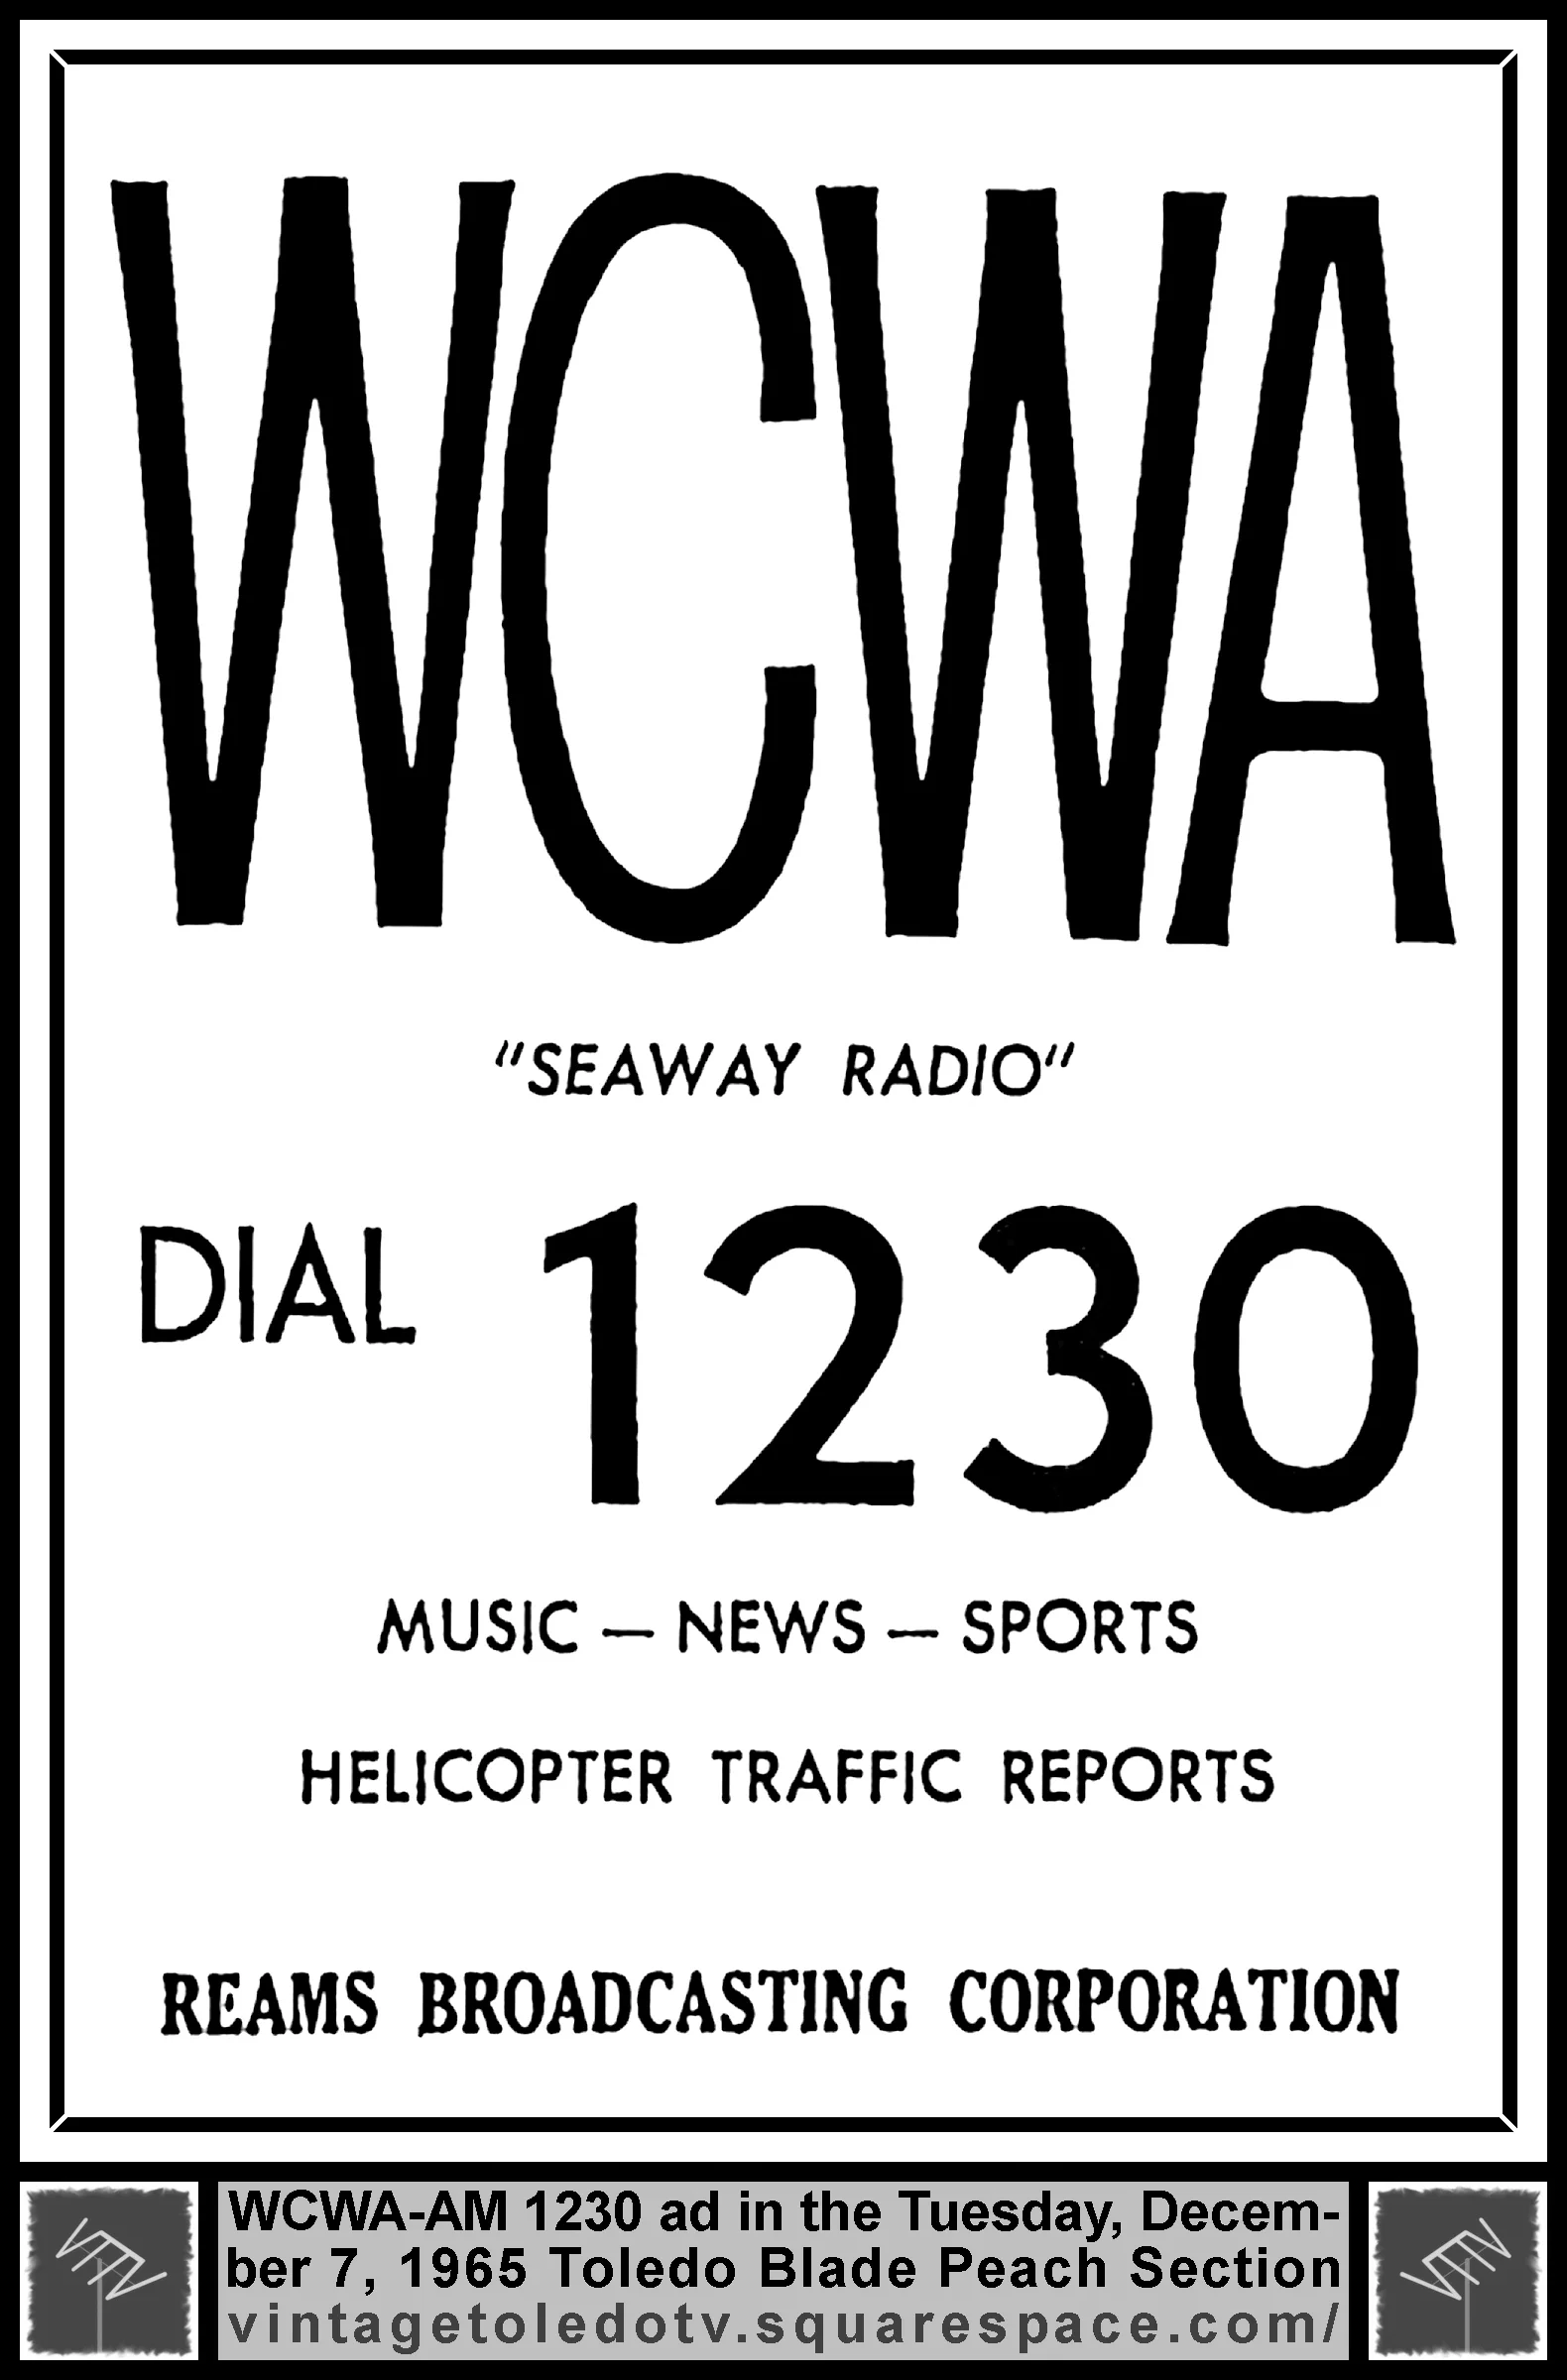 WCWA
"SEAWAY RADIO"
DIAL 1230
MUSIC — NEWS — SPORTS
HELICOPTER TRAFFIC REPORTS
REAMS BROADCASTING CORPORATION
WCWA-AM 1230 ad in the Tuesday, Decem-
ber 7, 1965 Toledo Blade Peach Section
vintagetoledotv.squarespace.com/